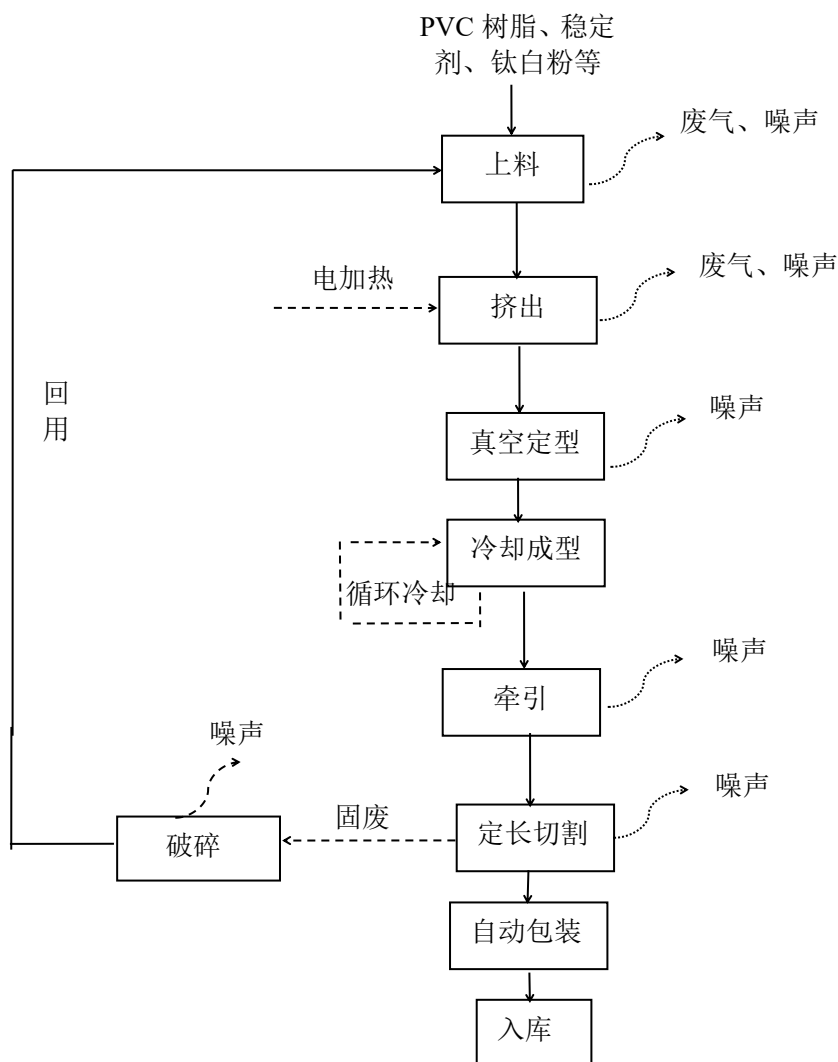 PVC 树脂、稳定
剂、钛白粉等
废气、噪声
上料
电加热
废气、噪声
挤出
回
用
噪声
真空定型
冷却成型
循环冷却
噪声
牵引
噪声
噪声
固废
定长切割
破碎
自动包装
入库